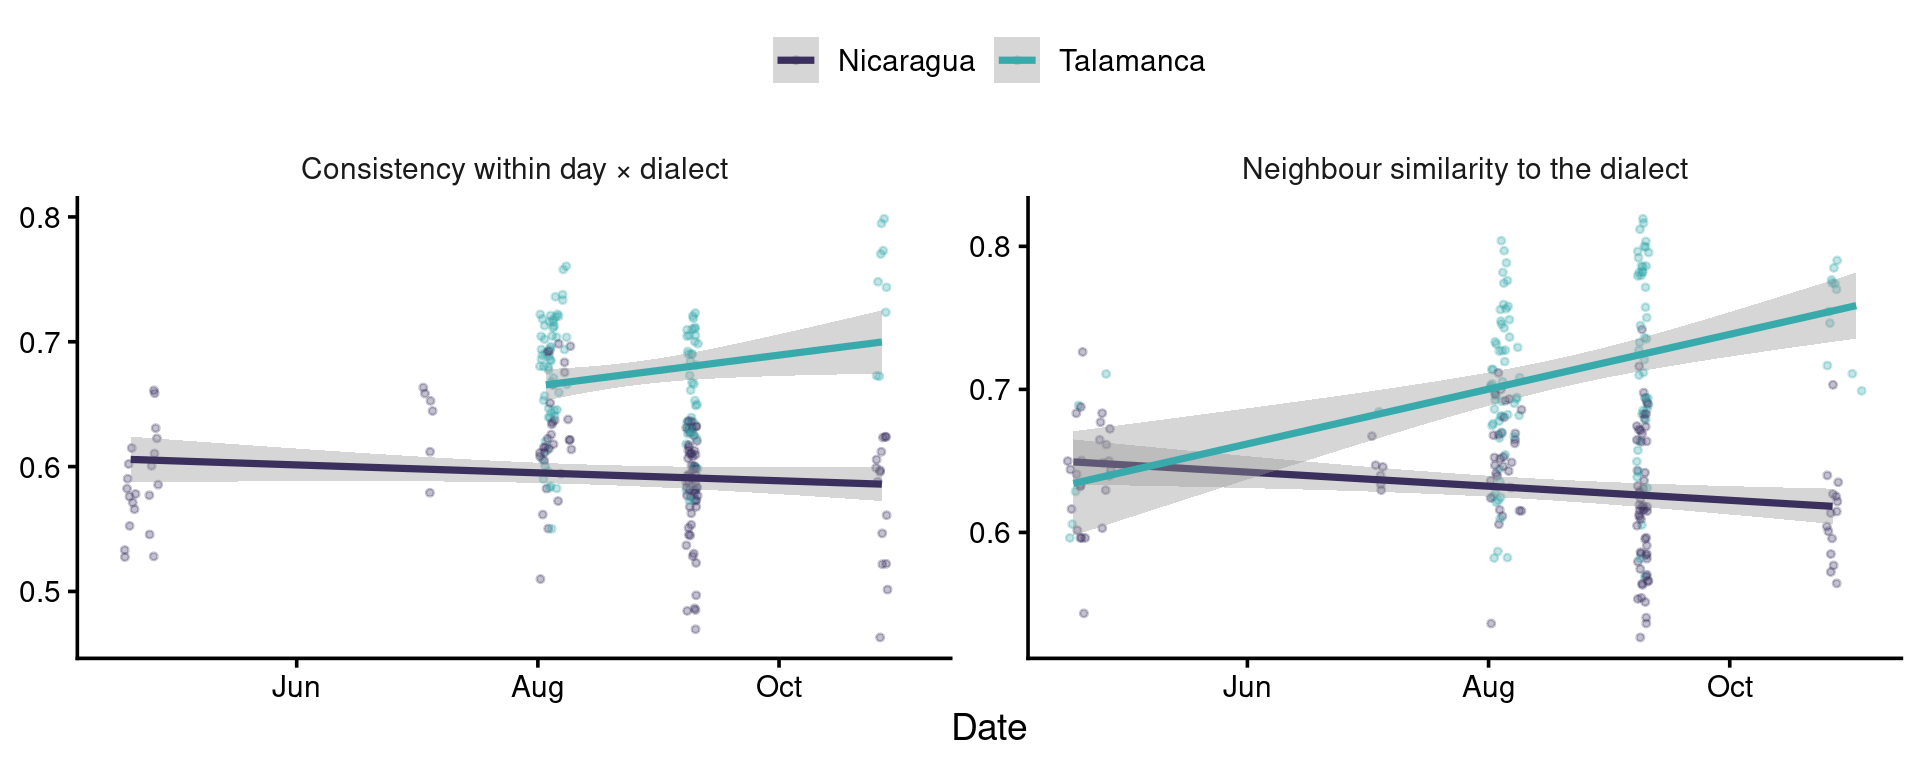 Nicaragua Talamanca
Consistency within day × dialect
0.8
0.7
0.6
0.5
Jun Aug Oct
Neighbour similarity to the dialect
0.8
0.7
0.6
Jun Aug Oct
Date